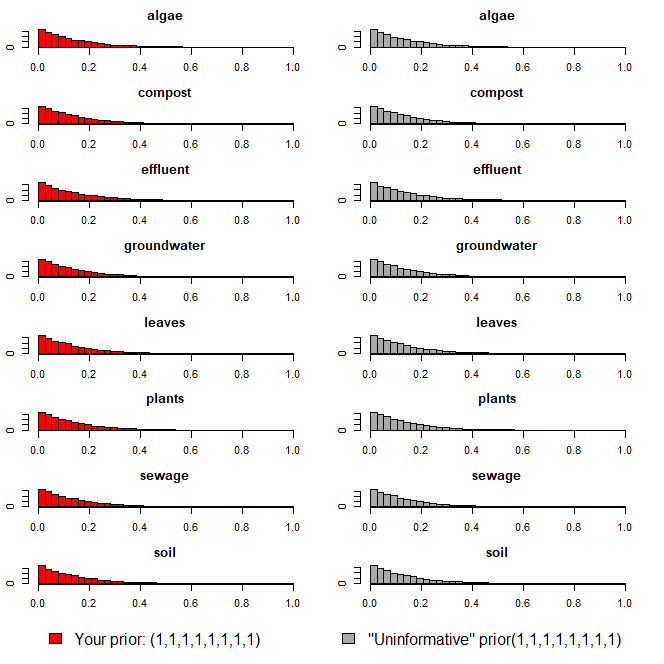 algae algae
0 0
0.0 0.2 0.4 0.6 0.8 1.0 0.0 0.2 0.4 0.6 0.8 1.0
compost compost
0 0
0.0 0.2 0.4 0.6 0.8 1.0 0.0 0.2 0.4 0.6 0.8 1.0
effluent effluent
0 0
0.0 0.2 0.4 0.6 0.8 1.0 0.0 0.2 0.4 0.6 0.8 1.0
groundwater groundwater
0 0
0.0 0.2 0.4 0.6 0.8 1.0 0.0 0.2 0.4 0.6 0.8 1.0
leaves leaves
0 0
0.0 0.2 0.4 0.6 0.8 1.0 0.0 0.2 0.4 0.6 0.8 1.0
plants plants
0 0
0.0 0.2 0.4 0.6 0.8 1.0 0.0 0.2 0.4 0.6 0.8 1.0
sewage sewage
0 0
0.0 0.2 0.4 0.6 0.8 1.0 0.0 0.2 0.4 0.6 0.8 1.0
soil soil
0 0
0.0 0.2 0.4 0.6 0.8 1.0 0.0 0.2 0.4 0.6 0.8 1.0
Your prior: (1,1,1,1,1,1,1,1) "Uninformative" prior(1,1,1,1,1,1,1,1)